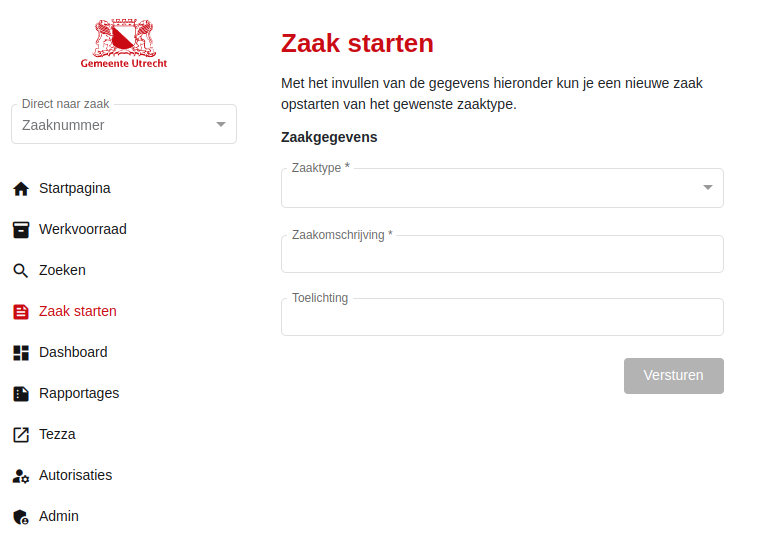 Gemeente Utrecht
Direct naar zaak
Zaaknummer
Startpagina
Werkvoorraad
Zoeken
Zaak starten
Dashboard
Rapportages
Tezza
Autorisaties
Admin
Zaak starten
Met het invullen van de gegevens hieronder kun je een nieuwe zaak
opstarten van het gewenste zaaktype.
Zaakgegevens
Zaaktype *
Zaakomschrijving *
Toelichting
Versturen